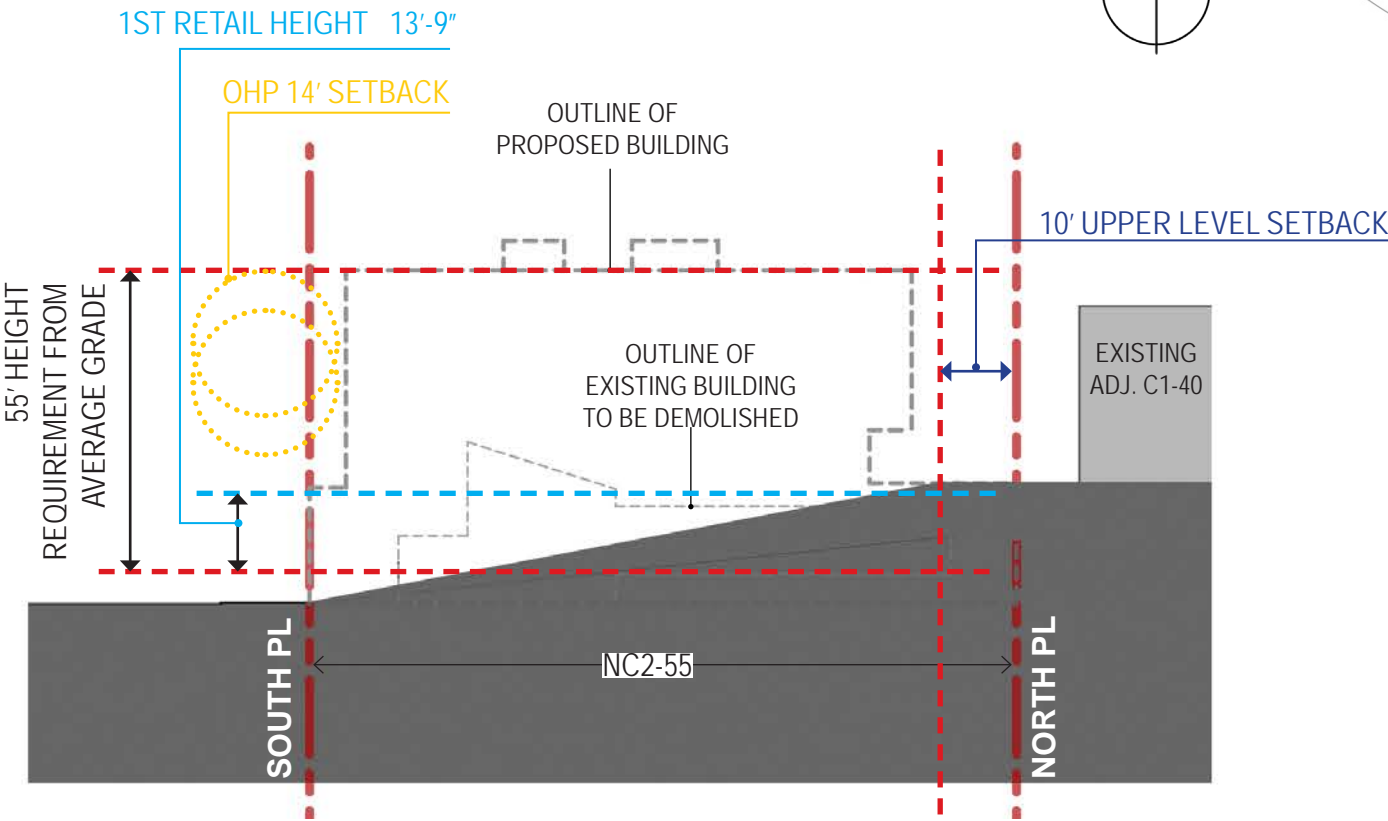 1ST RETAIL HEIGHT 13'-9"
OHP 14' SETBACK
OUTLINE OF
PROPOSED BUILDING
10' UPPER LEVEL SETBACK
55' HEIGHT
REQUIREMENT FROM
AVERAGE GRADE
OUTLINE OF
EXISTING BUILDING
TO BE DEMOLISHED
EXISTING
ADJ. C1-40
SOUTH PL
NC2-55
NORTH PL